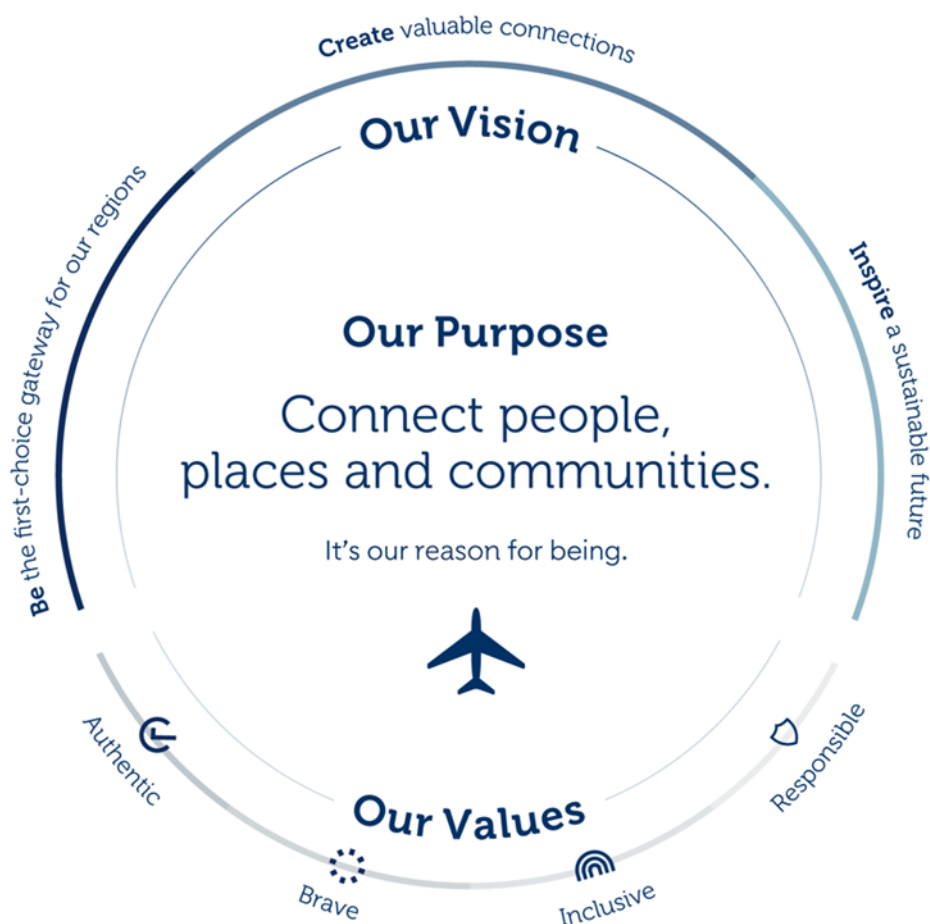 Create valuable connections
Our Vision
Be the first-choice gateway for our regions
Inspire a sustainable future
Our Purpose
Connect people,
places and communities.
It's our reason for being.
Our Values
Authentic
Brave
Inclusive
Responsible